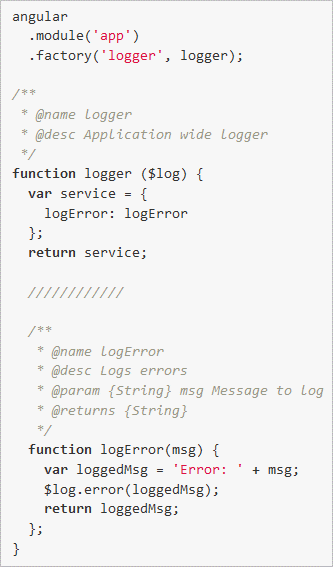 angular
  .module('app')
  .factory('logger', logger);

/**
 * @name logger
 * @desc Application wide logger
 */
function logger ($log) {
  var service = {
    logError: logError
  };
  return service;

  ////////////

  /**
   * @name logError
   * @desc Logs errors
   * @param {String} msg Message to log
   * @returns {String}
   */
  function logError(msg) {
    var loggedMsg = 'Error: ' + msg;
    $log.error(loggedMsg);
    return loggedMsg;
  };
}